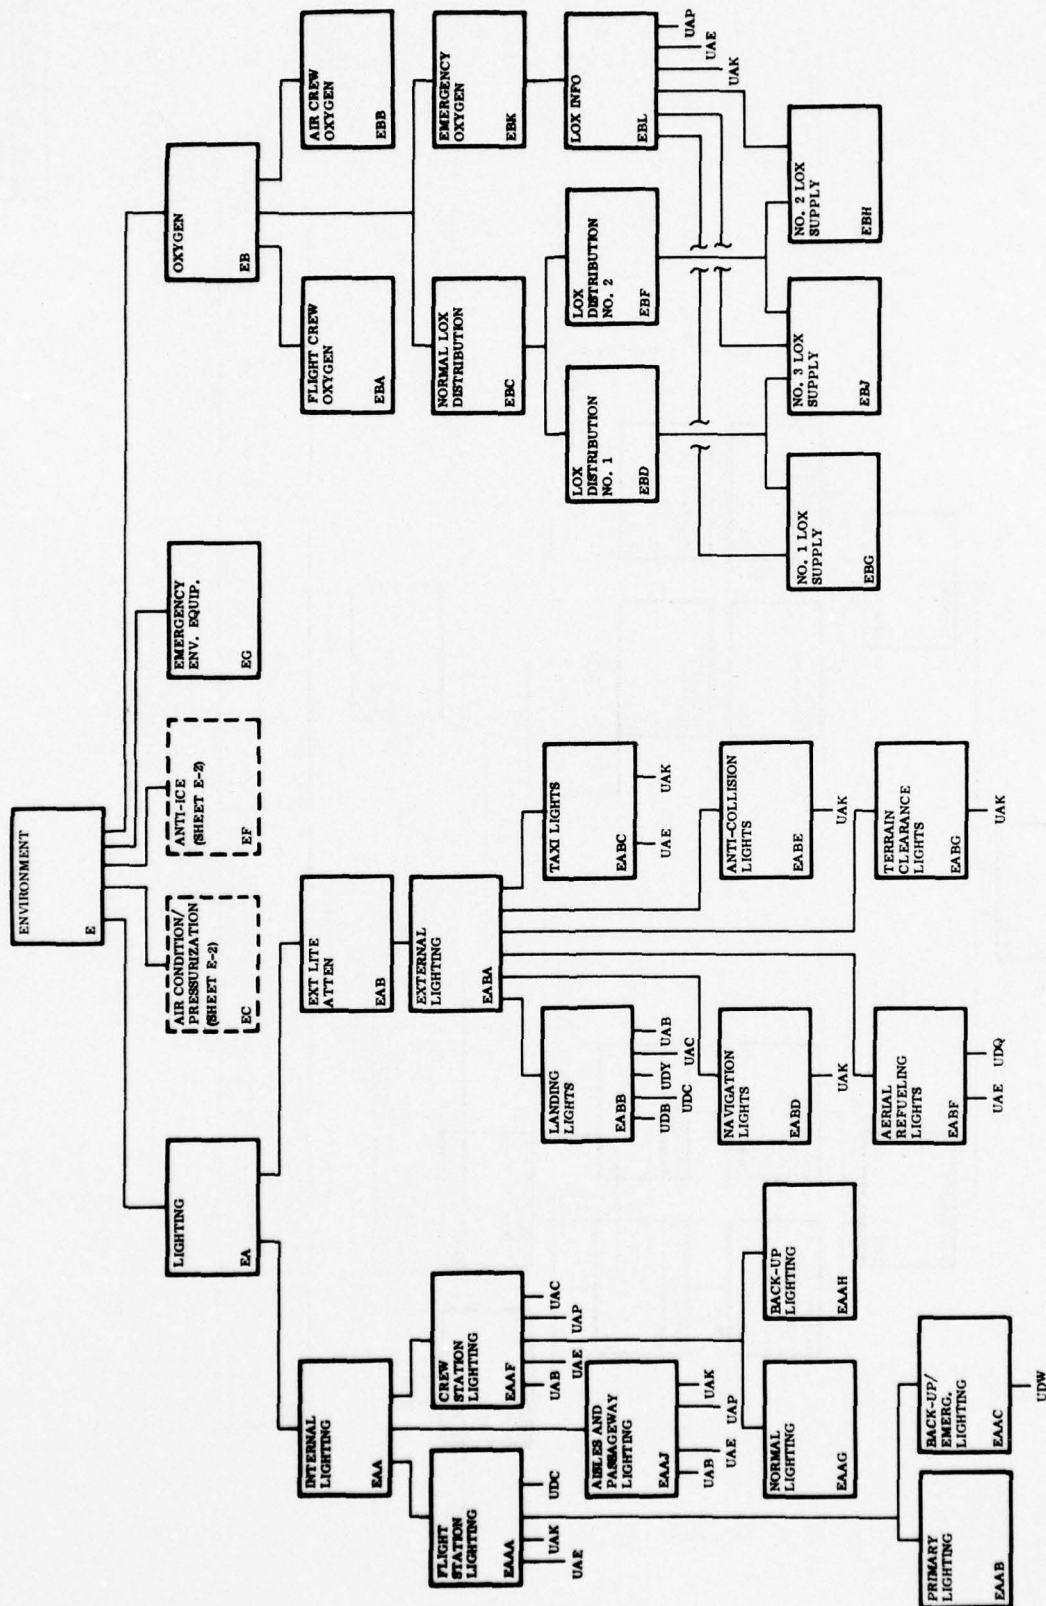 ENVIRONMENT
E
LIGHTING
EA
AIR CONDITION/
PRESSURIZATION
(SHEET E-2)
EC
ANTI-ICE
(SHEET E-2)
EF
EMERGENCY
ENV. EQUIP.
EG
OXYGEN
EB
INTERNAL
LIGHTING
EAA
EXT LITE
ATTEN
EAB
FLIGHT CREW
OXYGEN
EBA
AIR CREW
OXYGEN
EBB
FLIGHT
STATION
LIGHTING
EAAA
UAE
UAK
UDC
CREW
STATION
LIGHTING
EAAF
UAB
UAE
UAP
UAC
EXTERNAL
LIGHTING
EABA
NORMAL LOX
DISTRIBUTION
EBC
EMERGENCY
OXYGEN
EBK
AISLES AND
PASSAGEWAY
LIGHTING
EAAJ
UAB
UAE
UAP
UAK
LANDING
LIGHTS
EABB
UDB
UDC
UDY
UAC
UAB
TAXI LIGHTS
EABC
UAE
UAK
LOX
DISTRIBUTION
NO. 1
EBD
LOX
DISTRIBUTION
NO. 2
EBF
LOX INFO
EBL
UAK
UAE
UAP
NORMAL
LIGHTING
EAAG
BACK-UP
LIGHTING
EAAH
NAVIGATION
LIGHTS
EABD
UAK
ANTI-COLLISION
LIGHTS
EABE
UAK
NO. 1 LOX
SUPPLY
EBG
NO. 3 LOX
SUPPLY
EBJ
NO. 2 LOX
SUPPLY
EBH
PRIMARY
LIGHTING
EAAB
BACK-UP/
EMERG.
LIGHTING
EAAC
UDW
AERIAL
REFUELING
LIGHTS
EABF
UAE
UDQ
TERRAIN
CLEARANCE
LIGHTS
EABG
UAK